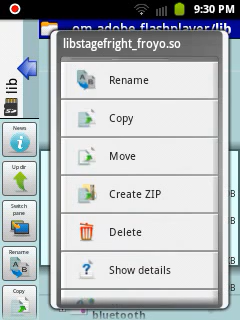 9:30 PM
om.adobe.flashplayer/lib
libstagefright_froyo.so
lib
News
Up dir
Switch
pane
Rename
Copy
Rename
Copy
Move
Create ZIP
Delete
Show details
bluetooth